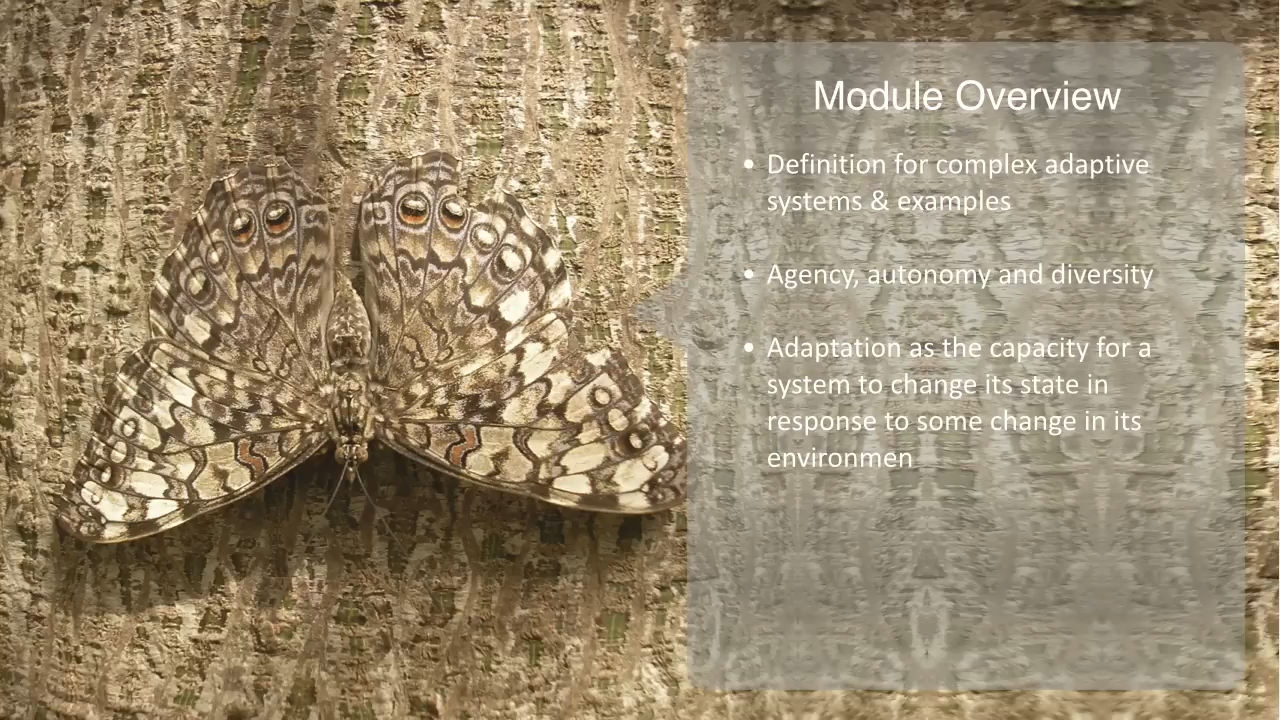 Module Overview
• Definition for complex adaptive
systems & examples
• Agency, autonomy and diversity
• Adaptation as the capacity for a
system to change its state in
response to some change in its
environmen